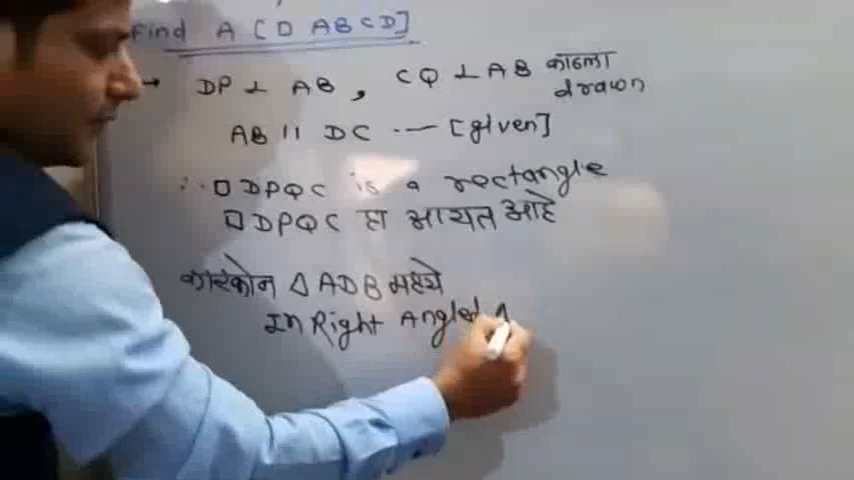 Find A [□ ABCD]
→ DP ⊥ AB, CQ ⊥ AB काढला
drawn
AB || DC --- [given]
∴ □ DPQC is a rectangle
□ DPQC हा आयत आहे
काटकोन △ ADB मध्ये
In Right Angled